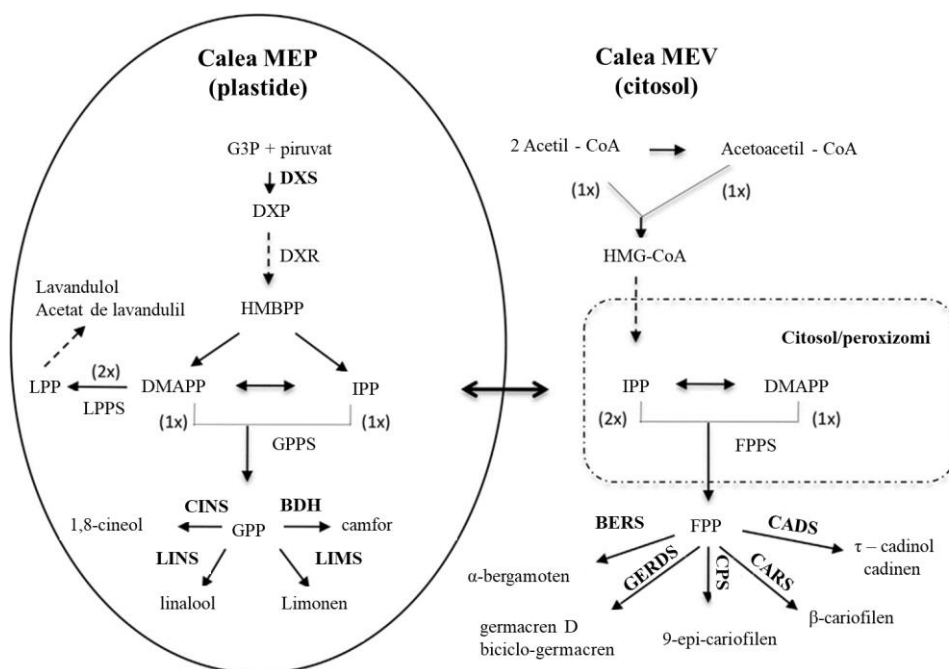 Calea MEP
(plastide)
G3P + piruvat
DXS
DXP
DXR
Lavandulol
Acetat de lavandulil
HMBPP
LPP
(2x)
LPPS
DMAPP
IPP
(1x)
(1x)
GPPS
CINS
BDH
1,8-cineol
GPP
camfor
LINS
LIMS
linalool
Limonen
Calea MEV
(citosol)
2 Acetil - CoA
Acetoacetil - CoA
(1x)
(1x)
HMG-CoA
Citosol/peroxizomi
IPP
DMAPP
(2x)
(1x)
FPPS
BERS
FPP
CADS
α-bergamoten
GERDS
CPS
CARS
τ – cadinol
cadinen
germacren D
biciclo-germacren
9-epi-cariofilen
β-cariofilen